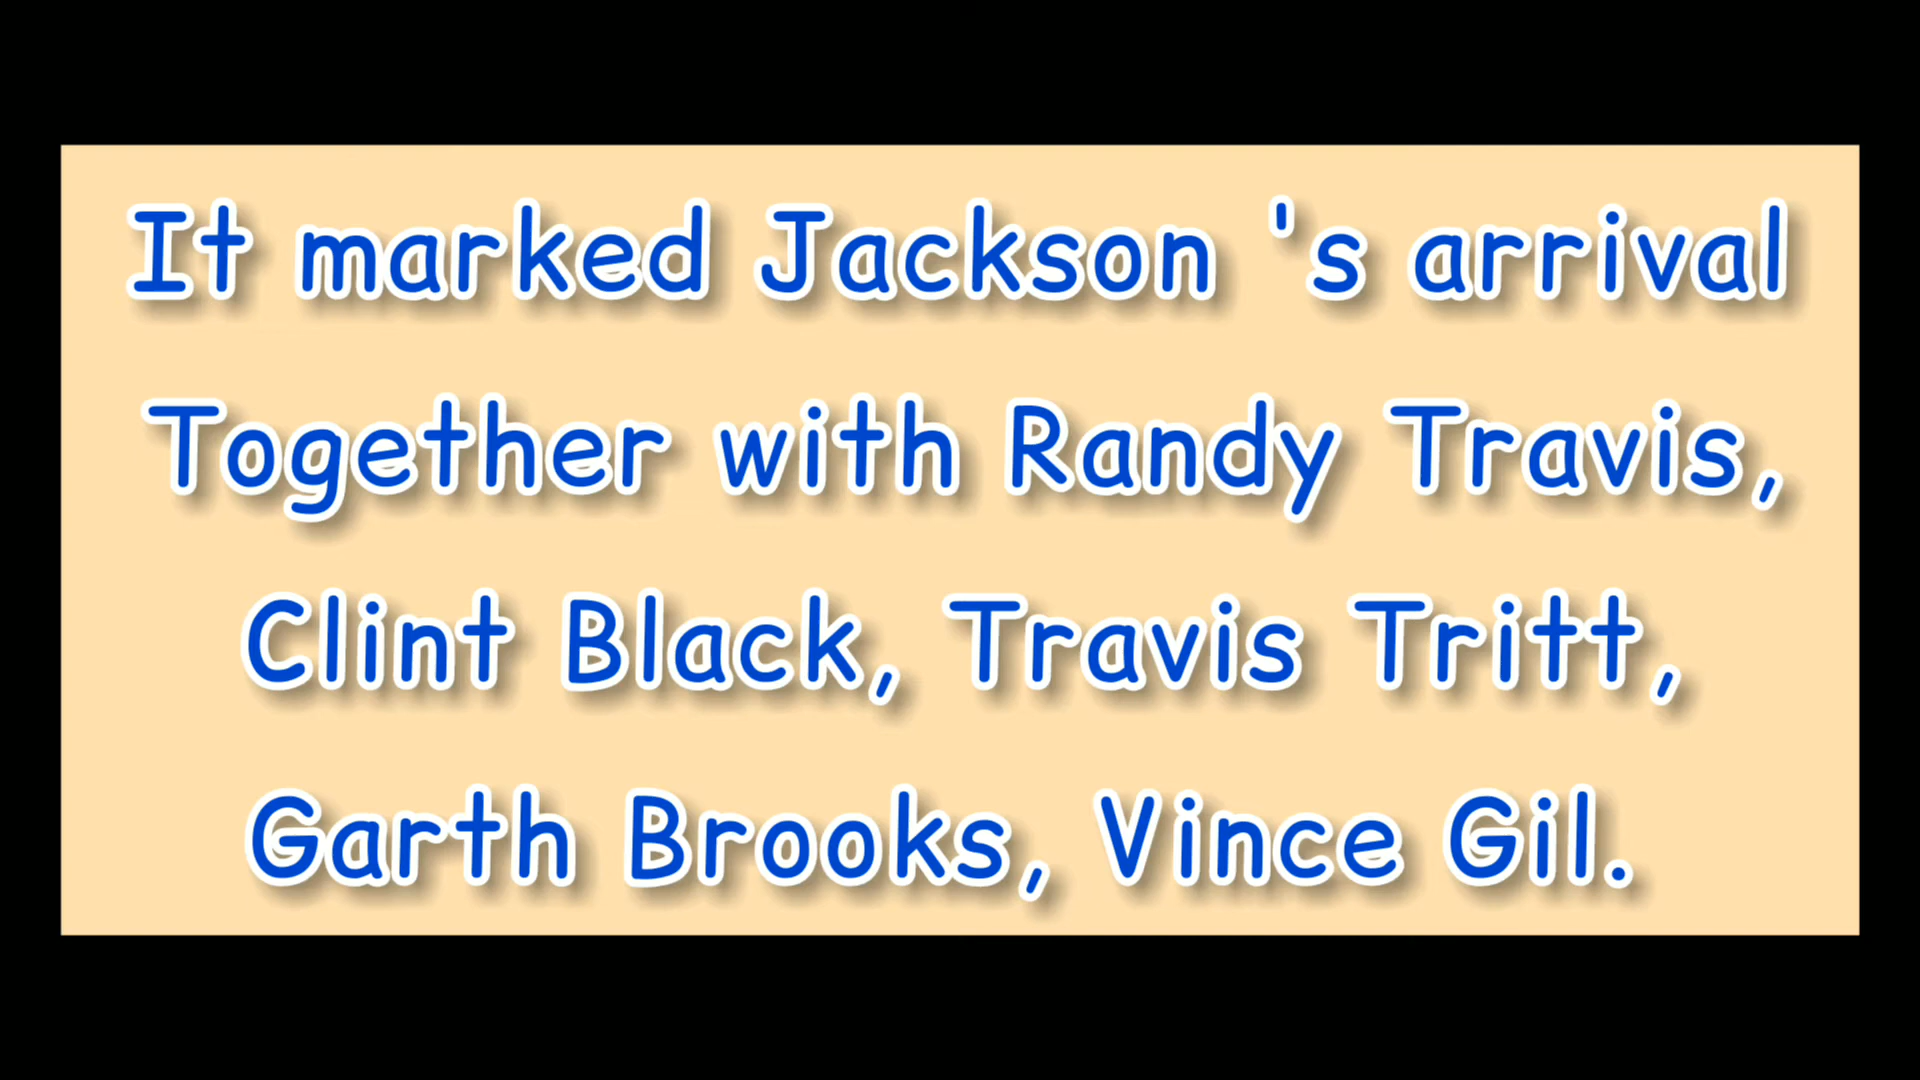 It marked Jackson 's arrival
Together with Randy Travis,
Clint Black, Travis Tritt,
Garth Brooks, Vince Gil.